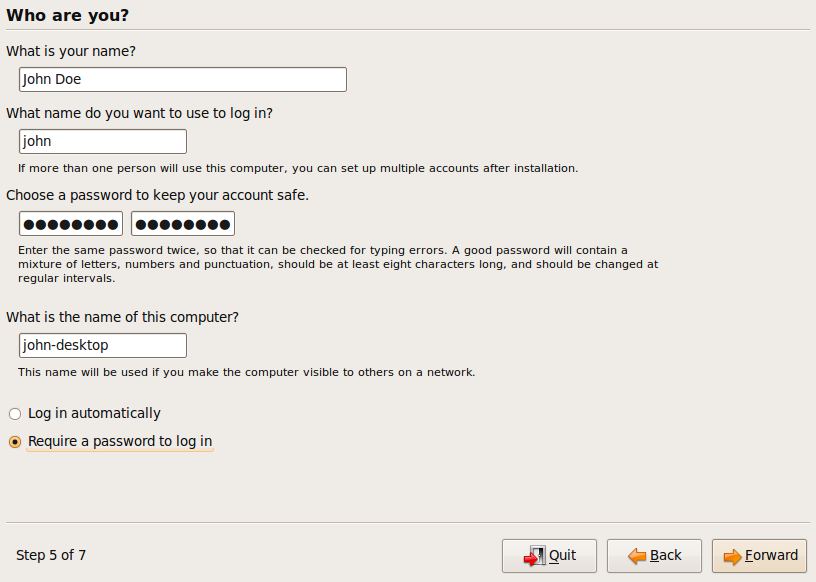 Who are you?
What is your name?
John Doe
What name do you want to use to log in?
john
If more than one person will use this computer, you can set up multiple accounts after installation.
Choose a password to keep your account safe.
●●●●●●●● ●●●●●●●●
Enter the same password twice, so that it can be checked for typing errors. A good password will contain a
mixture of letters, numbers and punctuation, should be at least eight characters long, and should be changed at
regular intervals.
What is the name of this computer?
john-desktop
This name will be used if you make the computer visible to others on a network.
Log in automatically
Require a password to log in
Step 5 of 7
Quit
Back
Forward